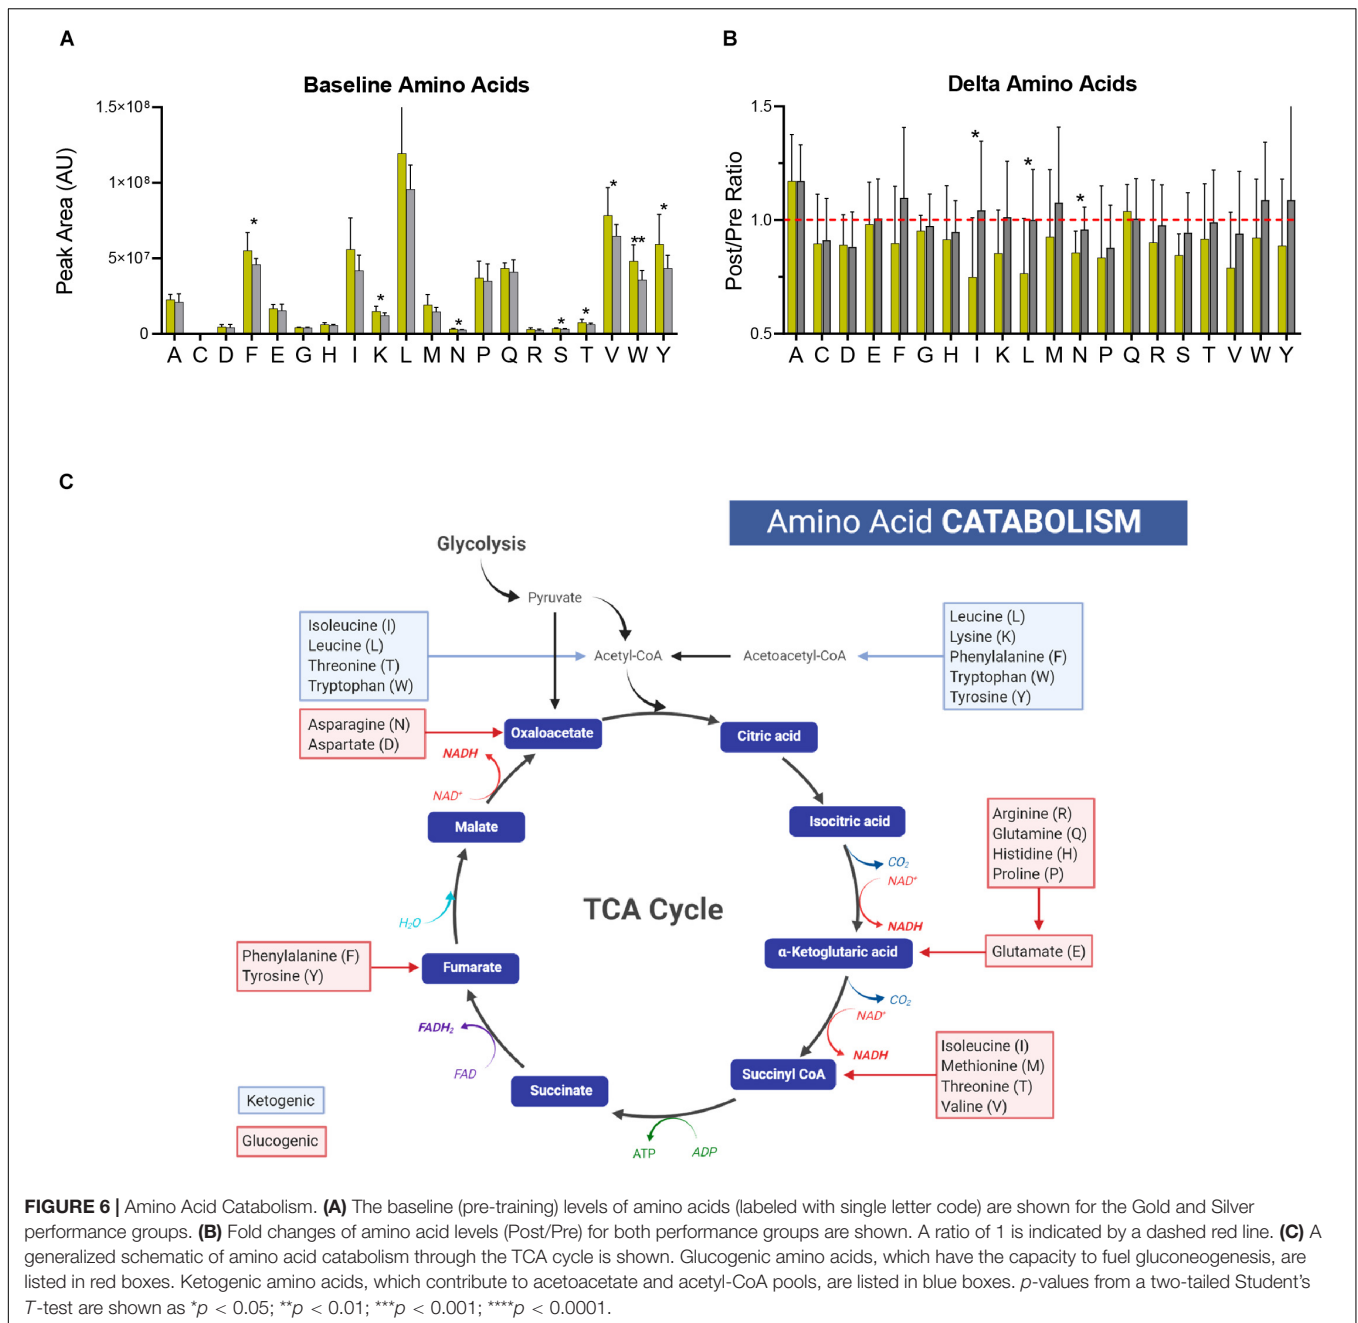 A
Baseline Amino Acids
1.5×10⁸
1×10⁸
5×10⁷
0
Peak Area (AU)
* * * * * * * ** *
A C D F E G H I K L M N P Q R S T V W Y
B
Delta Amino Acids
1.5
1.0
0.5
Post/Pre Ratio
* * *
A C D E F G H I K L M N P Q R S T V W Y
C
Amino Acid CATABOLISM
Glycolysis
Pyruvate
Acetyl-CoA
Acetoacetyl-CoA
Isoleucine (I)
Leucine (L)
Threonine (T)
Tryptophan (W)
Leucine (L)
Lysine (K)
Phenylalanine (F)
Tryptophan (W)
Tyrosine (Y)
Asparagine (N)
Aspartate (D)
Oxaloacetate
Citric acid
NADH
NAD⁺
Malate
Isocitric acid
Arginine (R)
Glutamine (Q)
Histidine (H)
Proline (P)
CO₂
NAD⁺
NADH
TCA Cycle
H₂O
Glutamate (E)
α-Ketoglutaric acid
Phenylalanine (F)
Tyrosine (Y)
Fumarate
CO₂
NAD⁺
NADH
FADH₂
FAD
Isoleucine (I)
Methionine (M)
Threonine (T)
Valine (V)
Succinyl CoA
Succinate
ATP
ADP
Ketogenic
Glucogenic
FIGURE 6 | Amino Acid Catabolism. (A) The baseline (pre-training) levels of amino acids (labeled with single letter code) are shown for the Gold and Silver
performance groups. (B) Fold changes of amino acid levels (Post/Pre) for both performance groups are shown. A ratio of 1 is indicated by a dashed red line. (C) A
generalized schematic of amino acid catabolism through the TCA cycle is shown. Glucogenic amino acids, which have the capacity to fuel gluconeogenesis, are
listed in red boxes. Ketogenic amino acids, which contribute to acetoacetate and acetyl-CoA pools, are listed in blue boxes. p-values from a two-tailed Student's
T-test are shown as *p < 0.05; **p < 0.01; ***p < 0.001; ****p < 0.0001.